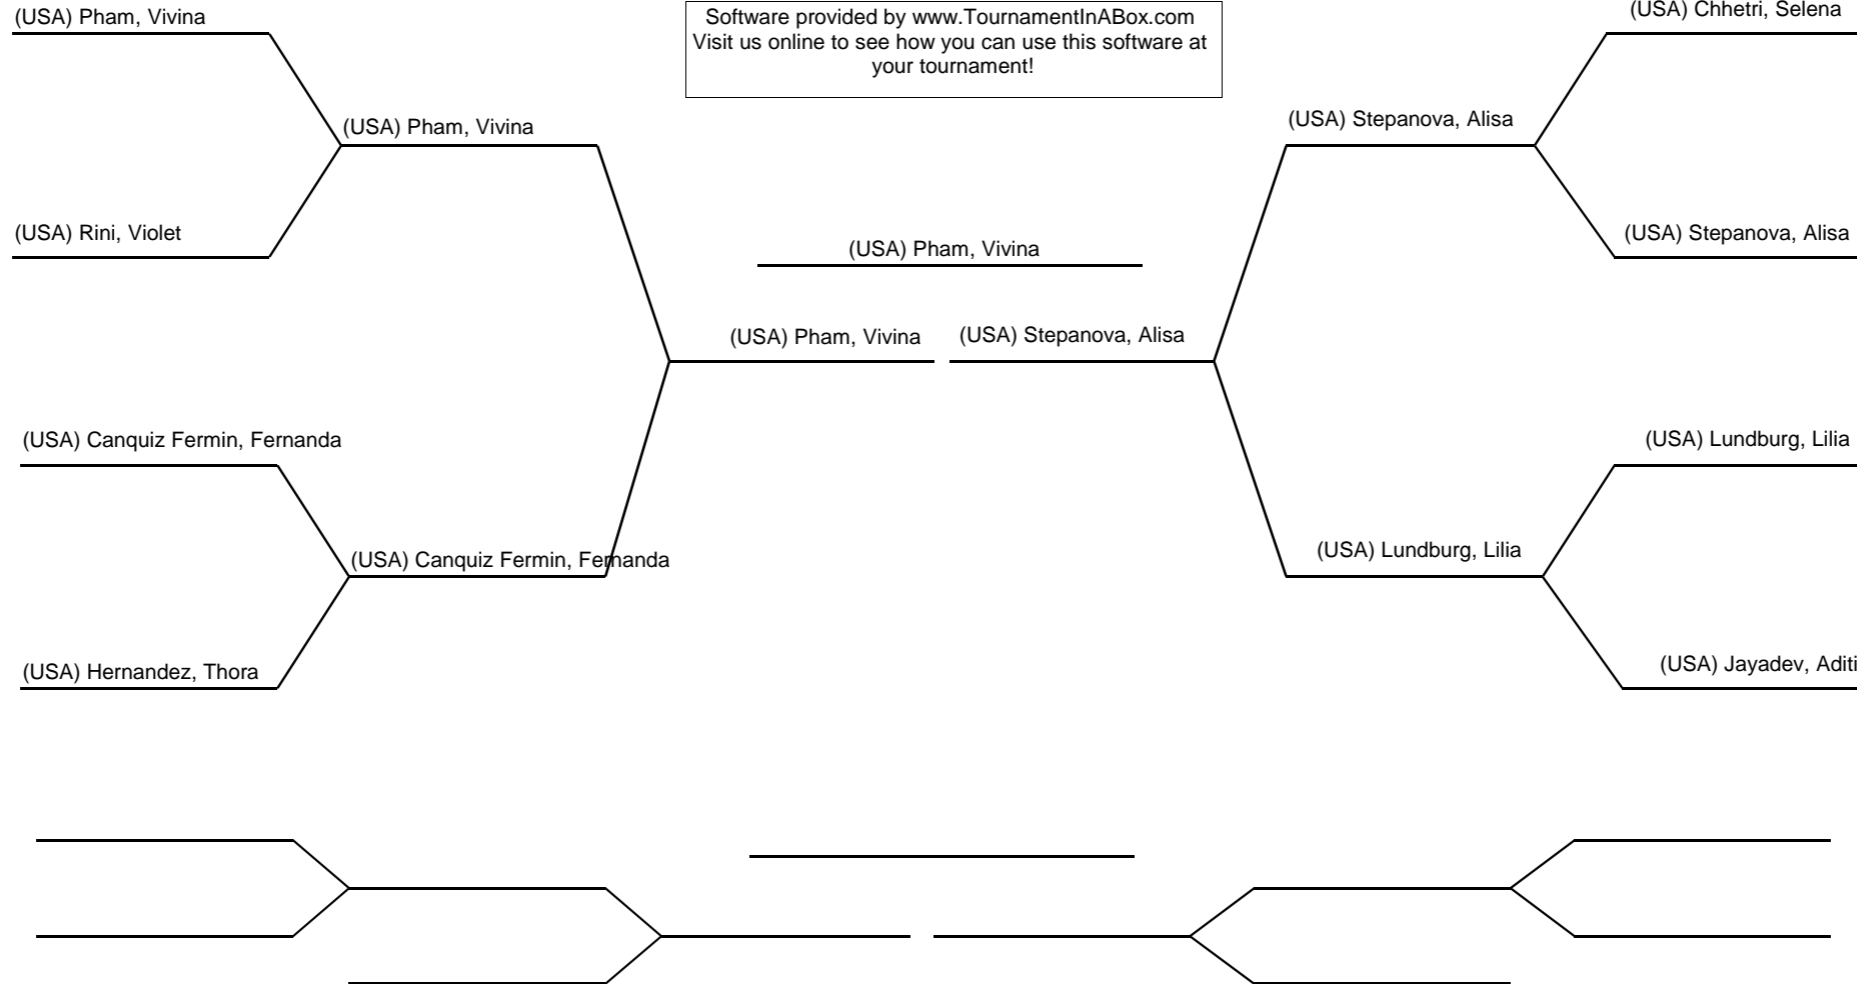 (USA) Pham, Vivina
Software provided by www.TournamentInABox.com
Visit us online to see how you can use this software at
your tournament!
(USA) Chhetri, Selena
(USA) Pham, Vivina
(USA) Stepanova, Alisa
(USA) Rini, Violet
(USA) Pham, Vivina
(USA) Stepanova, Alisa
(USA) Pham, Vivina
(USA) Stepanova, Alisa
(USA) Canquiz Fermin, Fernanda
(USA) Lundburg, Lilia
(USA) Canquiz Fermin, Fernanda
(USA) Lundburg, Lilia
(USA) Hernandez, Thora
(USA) Jayadev, Aditi